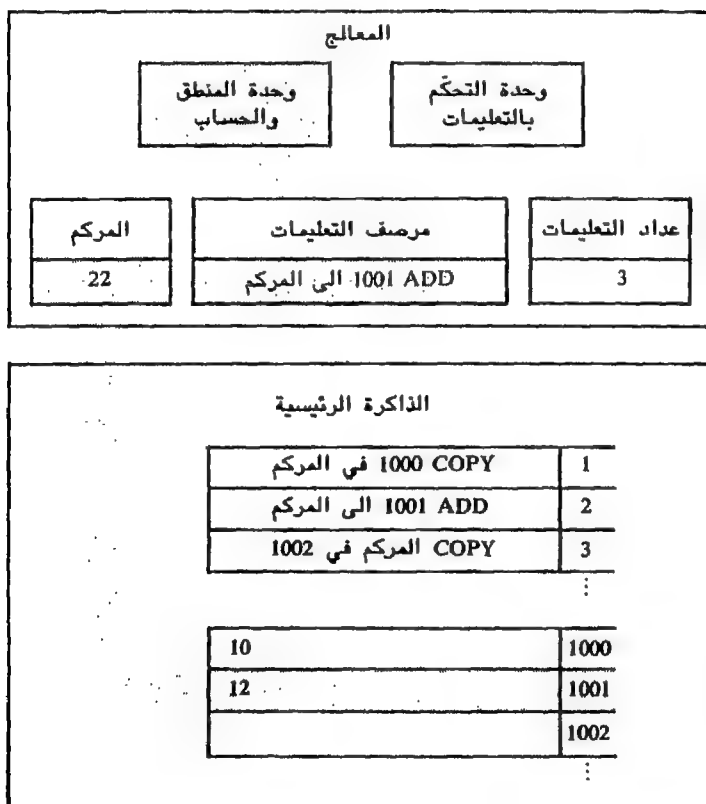 المعالج
وحدة التحكّم
بالتعليمات
وحدة المنطق
والحساب
عداد التعليمات
3
مرصف التعليمات
1001 ADD الى المركم
المركم
22
الذاكرة الرئيسية
1 1000 COPY في المركم
2 1001 ADD الى المركم
3 COPY المركم في 1002
⋮
1000 10
1001 12
1002
⋮